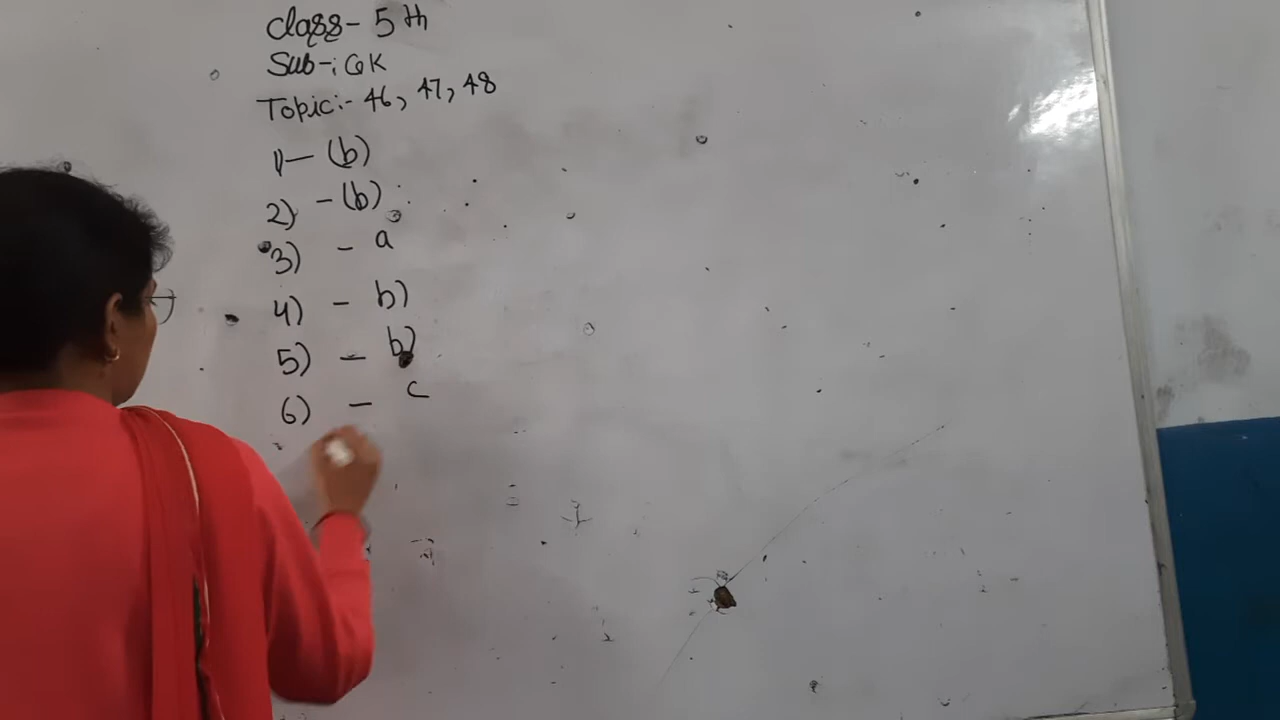 Class- 5th
Sub-: GK
Topic:- 46, 47, 48
1- (b)
2) - (b)
3) - a
4) - b)
5) - b)
6) - c